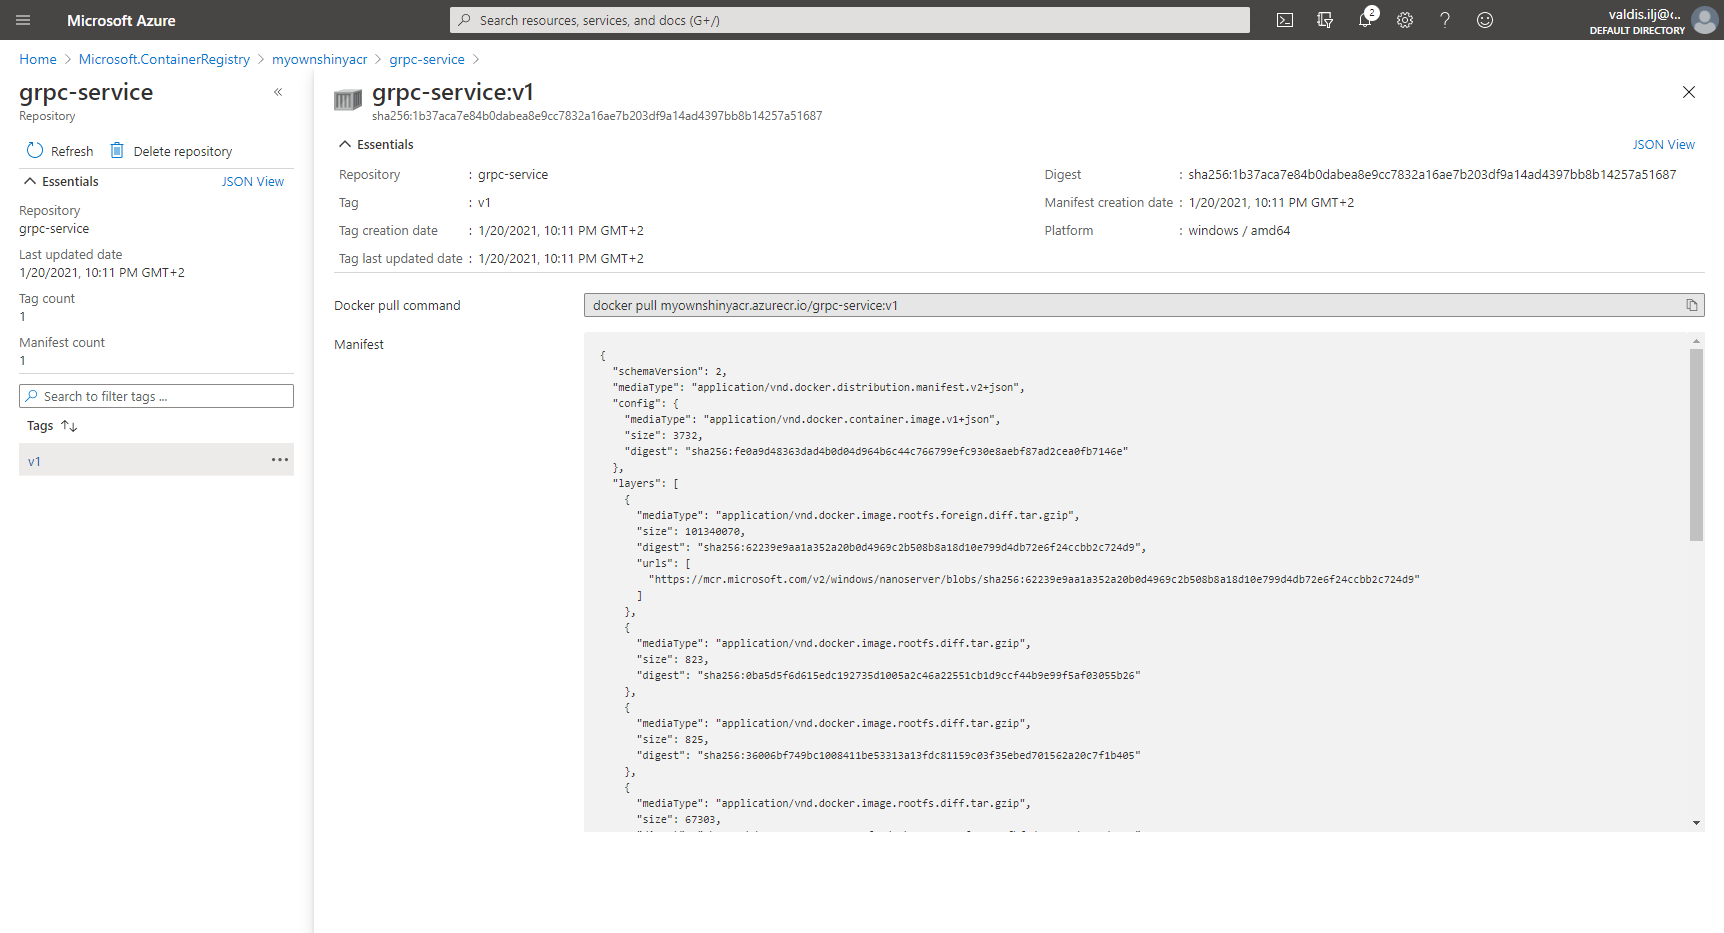 Microsoft Azure
Search resources, services, and docs (G+/)
2
valdis.ilj@c..
DEFAULT DIRECTORY
Home > Microsoft.ContainerRegistry > myownshinyacr > grpc-service >
grpc-service
Repository
«
Refresh
Delete repository
Essentials
JSON View
Repository
grpc-service
Last updated date
1/20/2021, 10:11 PM GMT+2
Tag count
1
Manifest count
1
Search to filter tags ...
Tags
v1
grpc-service:v1
sha256:1b37aca7e84b0dabea8e9cc7832a16ae7b203df9a14ad4397bb8b14257a51687
Essentials
JSON View
Repository : grpc-service
Tag : v1
Tag creation date : 1/20/2021, 10:11 PM GMT+2
Tag last updated date : 1/20/2021, 10:11 PM GMT+2
Digest : sha256:1b37aca7e84b0dabea8e9cc7832a16ae7b203df9a14ad4397bb8b14257a51687
Manifest creation date : 1/20/2021, 10:11 PM GMT+2
Platform : windows / amd64
Docker pull command
docker pull myownshinyacr.azurecr.io/grpc-service:v1
Manifest
{
"schemaVersion": 2,
"mediaType": "application/vnd.docker.distribution.manifest.v2+json",
"config": {
"mediaType": "application/vnd.docker.container.image.v1+json",
"size": 3732,
"digest": "sha256:fe0a9d48363dad4b0d04d964b6c44c766799efc930e8aebf87ad2cea0fb7146e"
},
"layers": [
{
"mediaType": "application/vnd.docker.image.rootfs.foreign.diff.tar.gzip",
"size": 101340070,
"digest": "sha256:62239e9aa1a352a20b0d4969c2b508b8a18d10e799d4db72e6f24ccbb2c724d9",
"urls": [
"https://mcr.microsoft.com/v2/windows/nanoserver/blobs/sha256:62239e9aa1a352a20b0d4969c2b508b8a18d10e799d4db72e6f24ccbb2c724d9"
]
},
{
"mediaType": "application/vnd.docker.image.rootfs.diff.tar.gzip",
"size": 823,
"digest": "sha256:0ba5d5f6d615edc192735d1005a2c46a22551cb1d9ccf44b9e99f5af03055b26"
},
{
"mediaType": "application/vnd.docker.image.rootfs.diff.tar.gzip",
"size": 825,
"digest": "sha256:36006bf749bc1008411be53313a13fdc81159c03f35ebed701562a20c7f1b405"
},
{
"mediaType": "application/vnd.docker.image.rootfs.diff.tar.gzip",
"size": 67303,